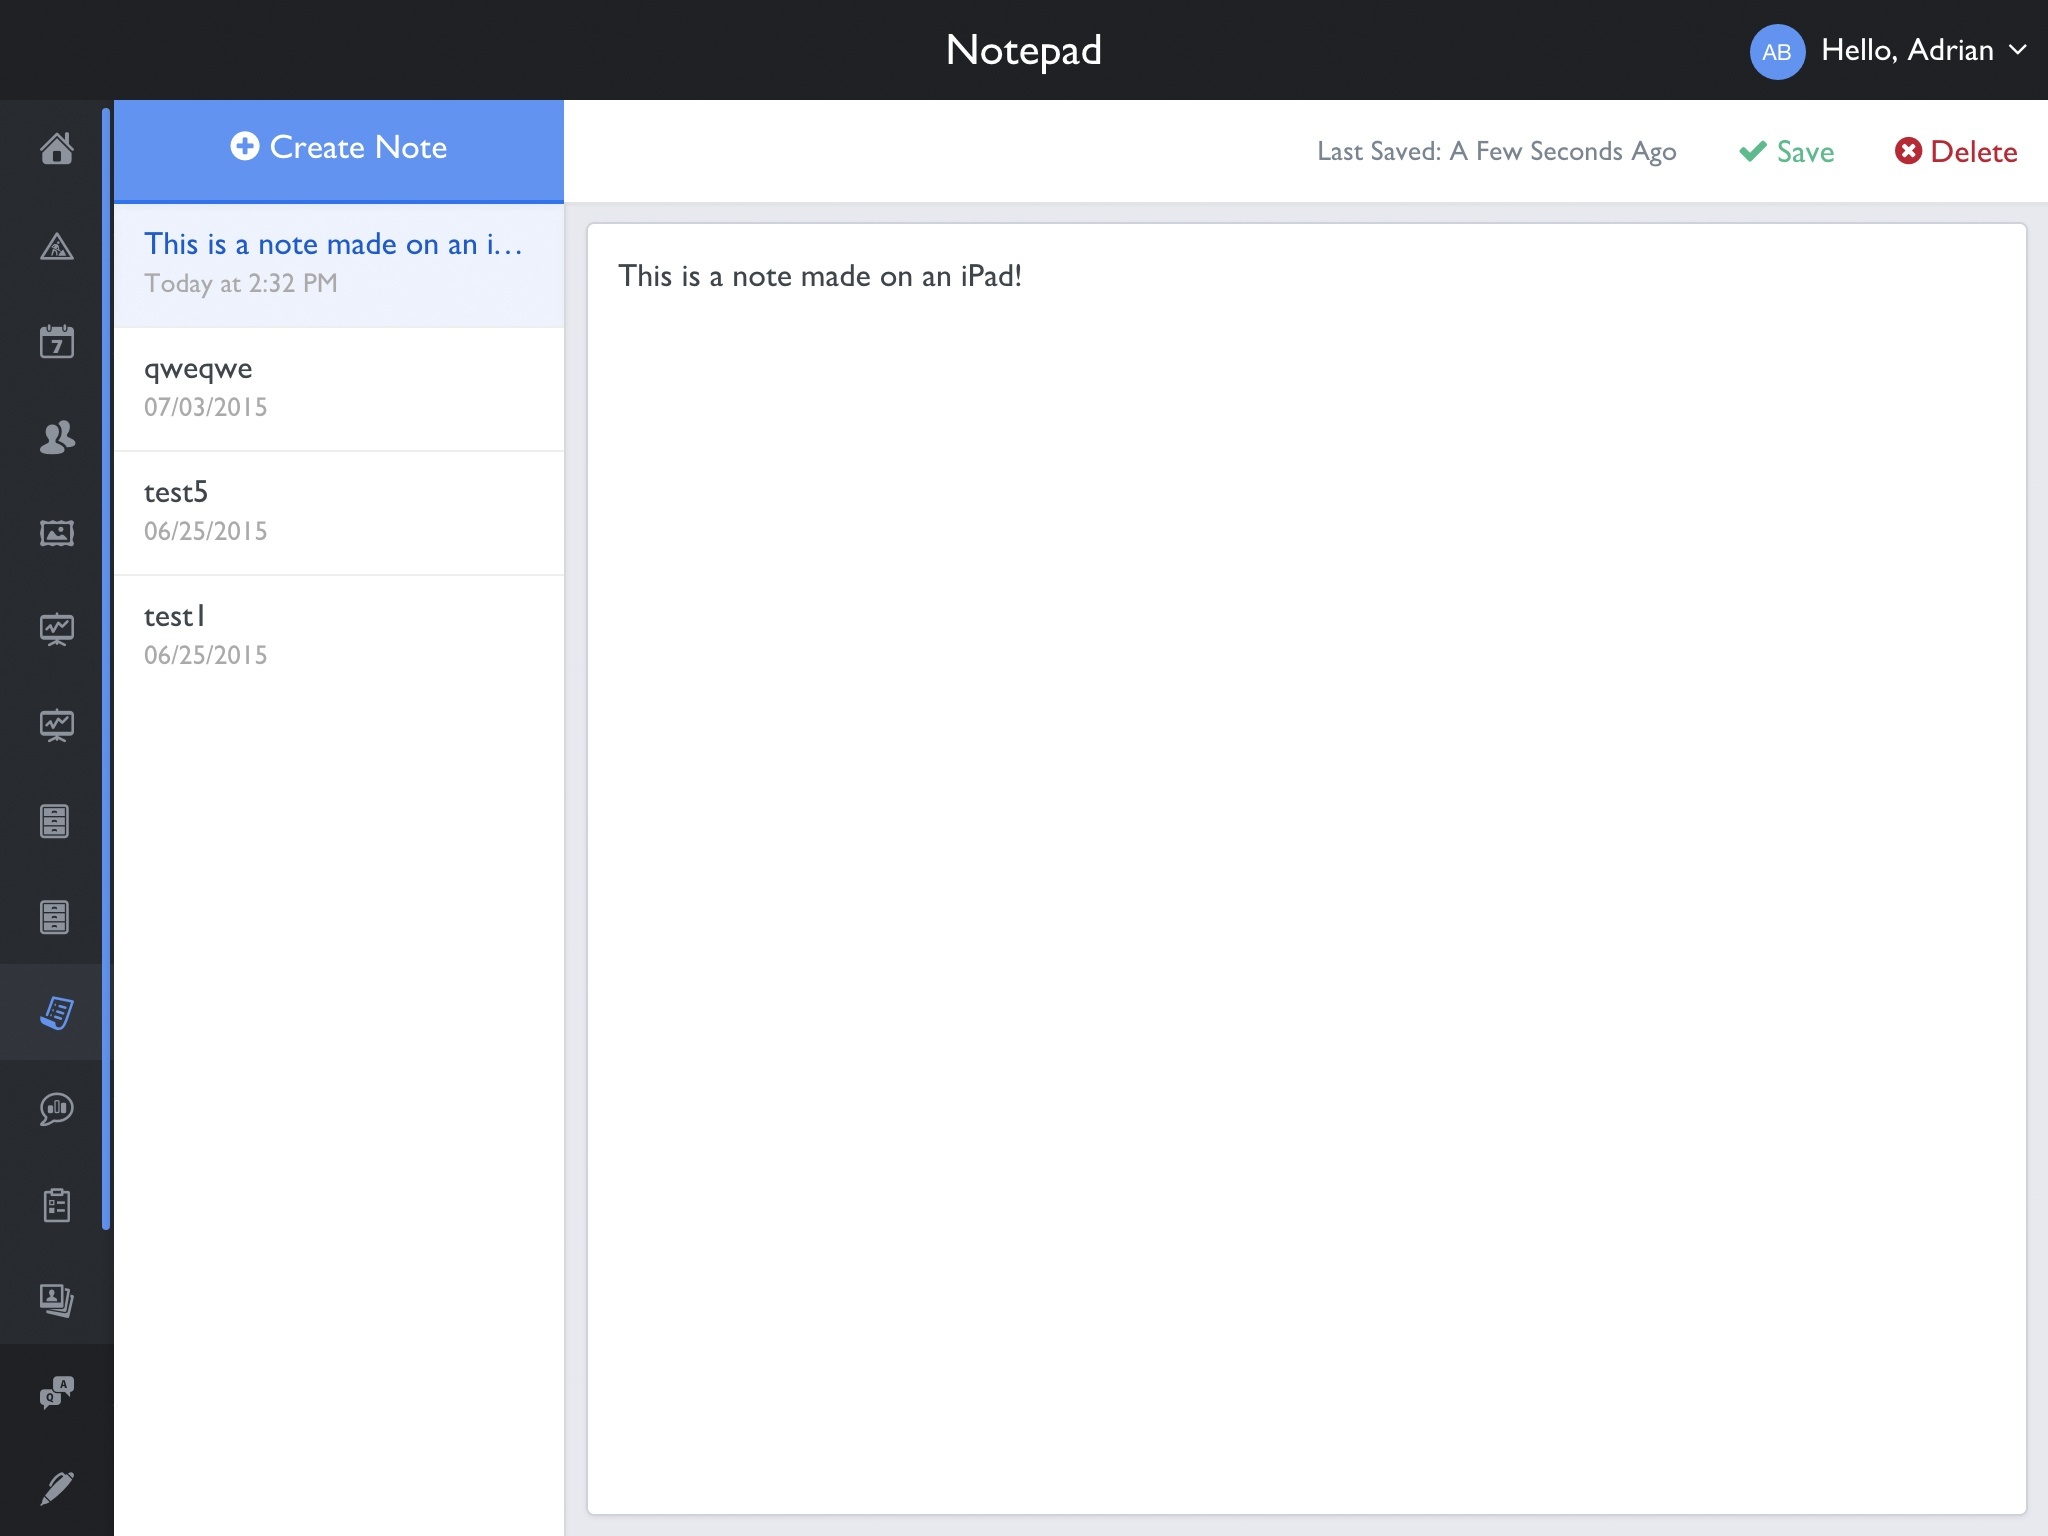 Notepad
AB Hello, Adrian
Create Note
Last Saved: A Few Seconds Ago
Save
Delete
This is a note made on an i...
Today at 2:32 PM
qweqwe
07/03/2015
test5
06/25/2015
test1
06/25/2015
This is a note made on an iPad!
7
A
Q